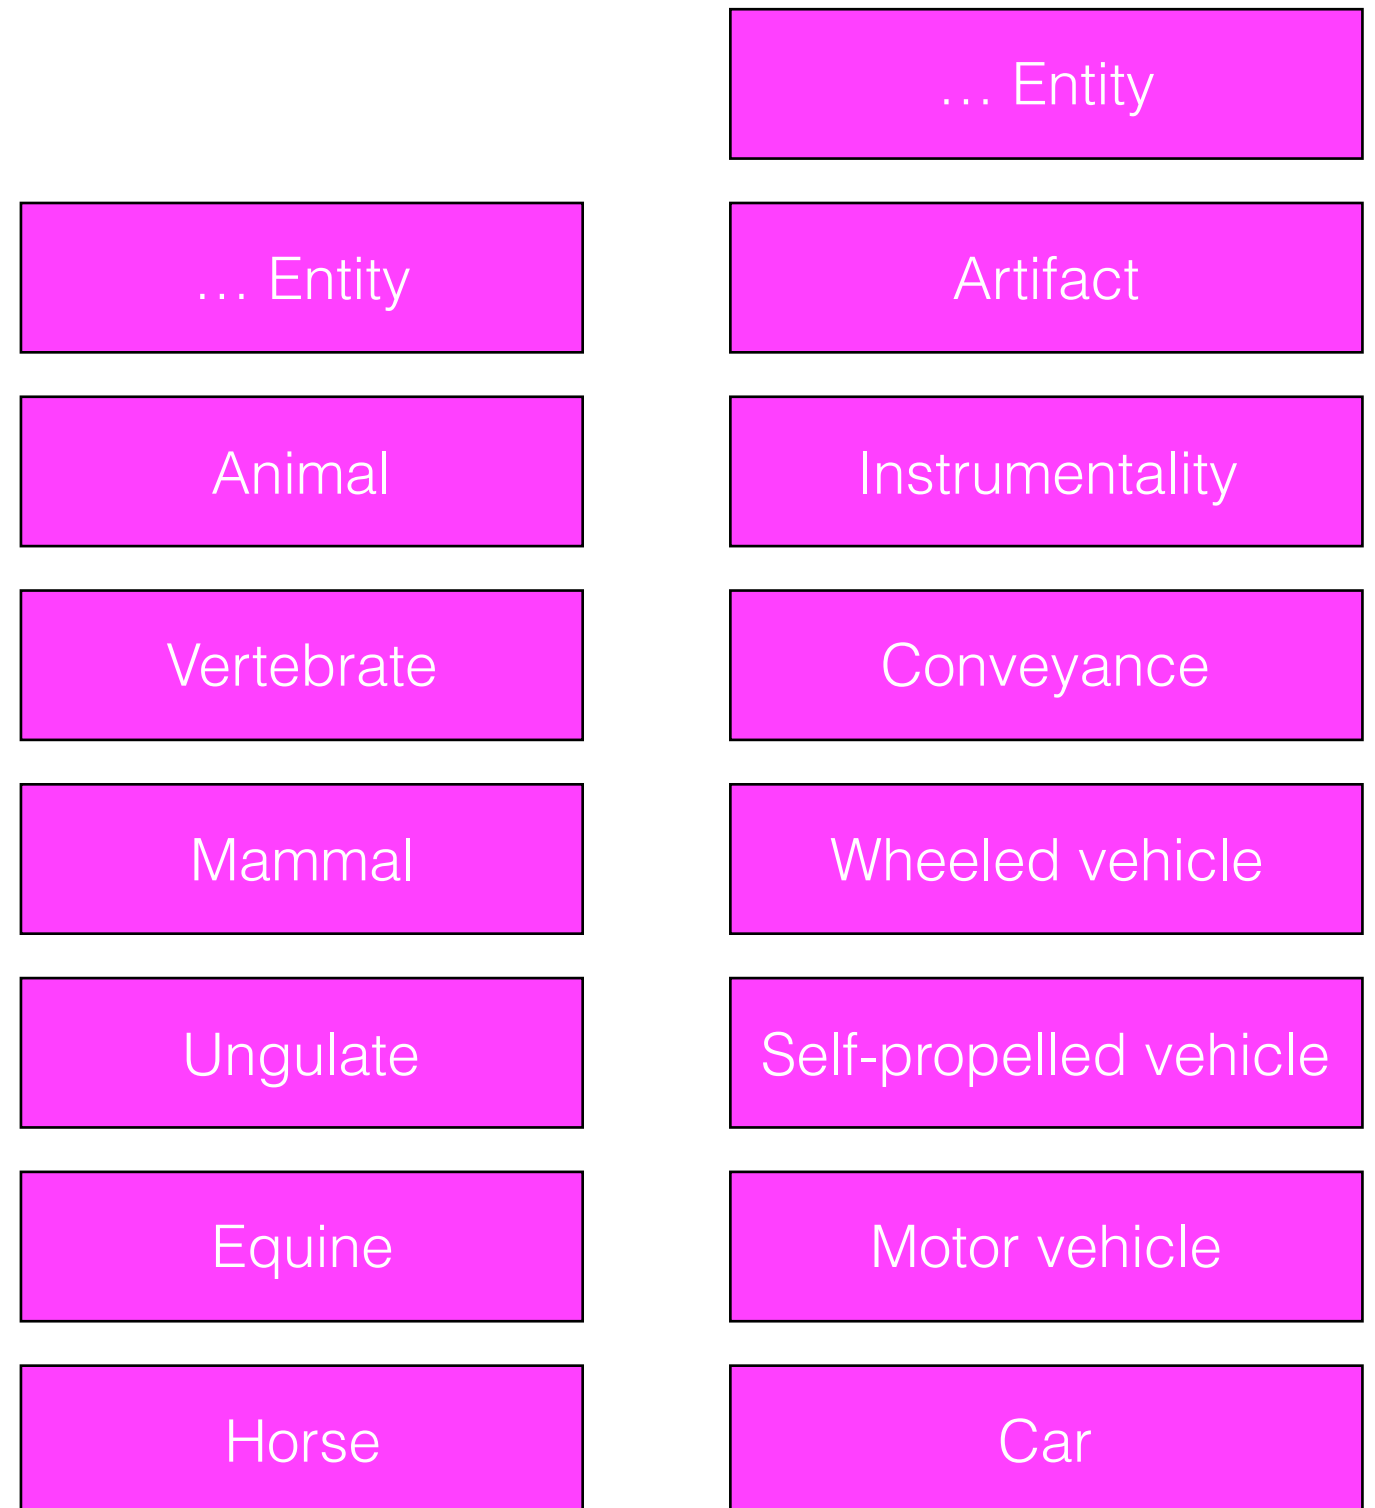 … Entity
Animal
Vertebrate
Mammal
Ungulate
Equine
Horse
… Entity
Artifact
Instrumentality
Conveyance
Wheeled vehicle
Self-propelled vehicle
Motor vehicle
Car